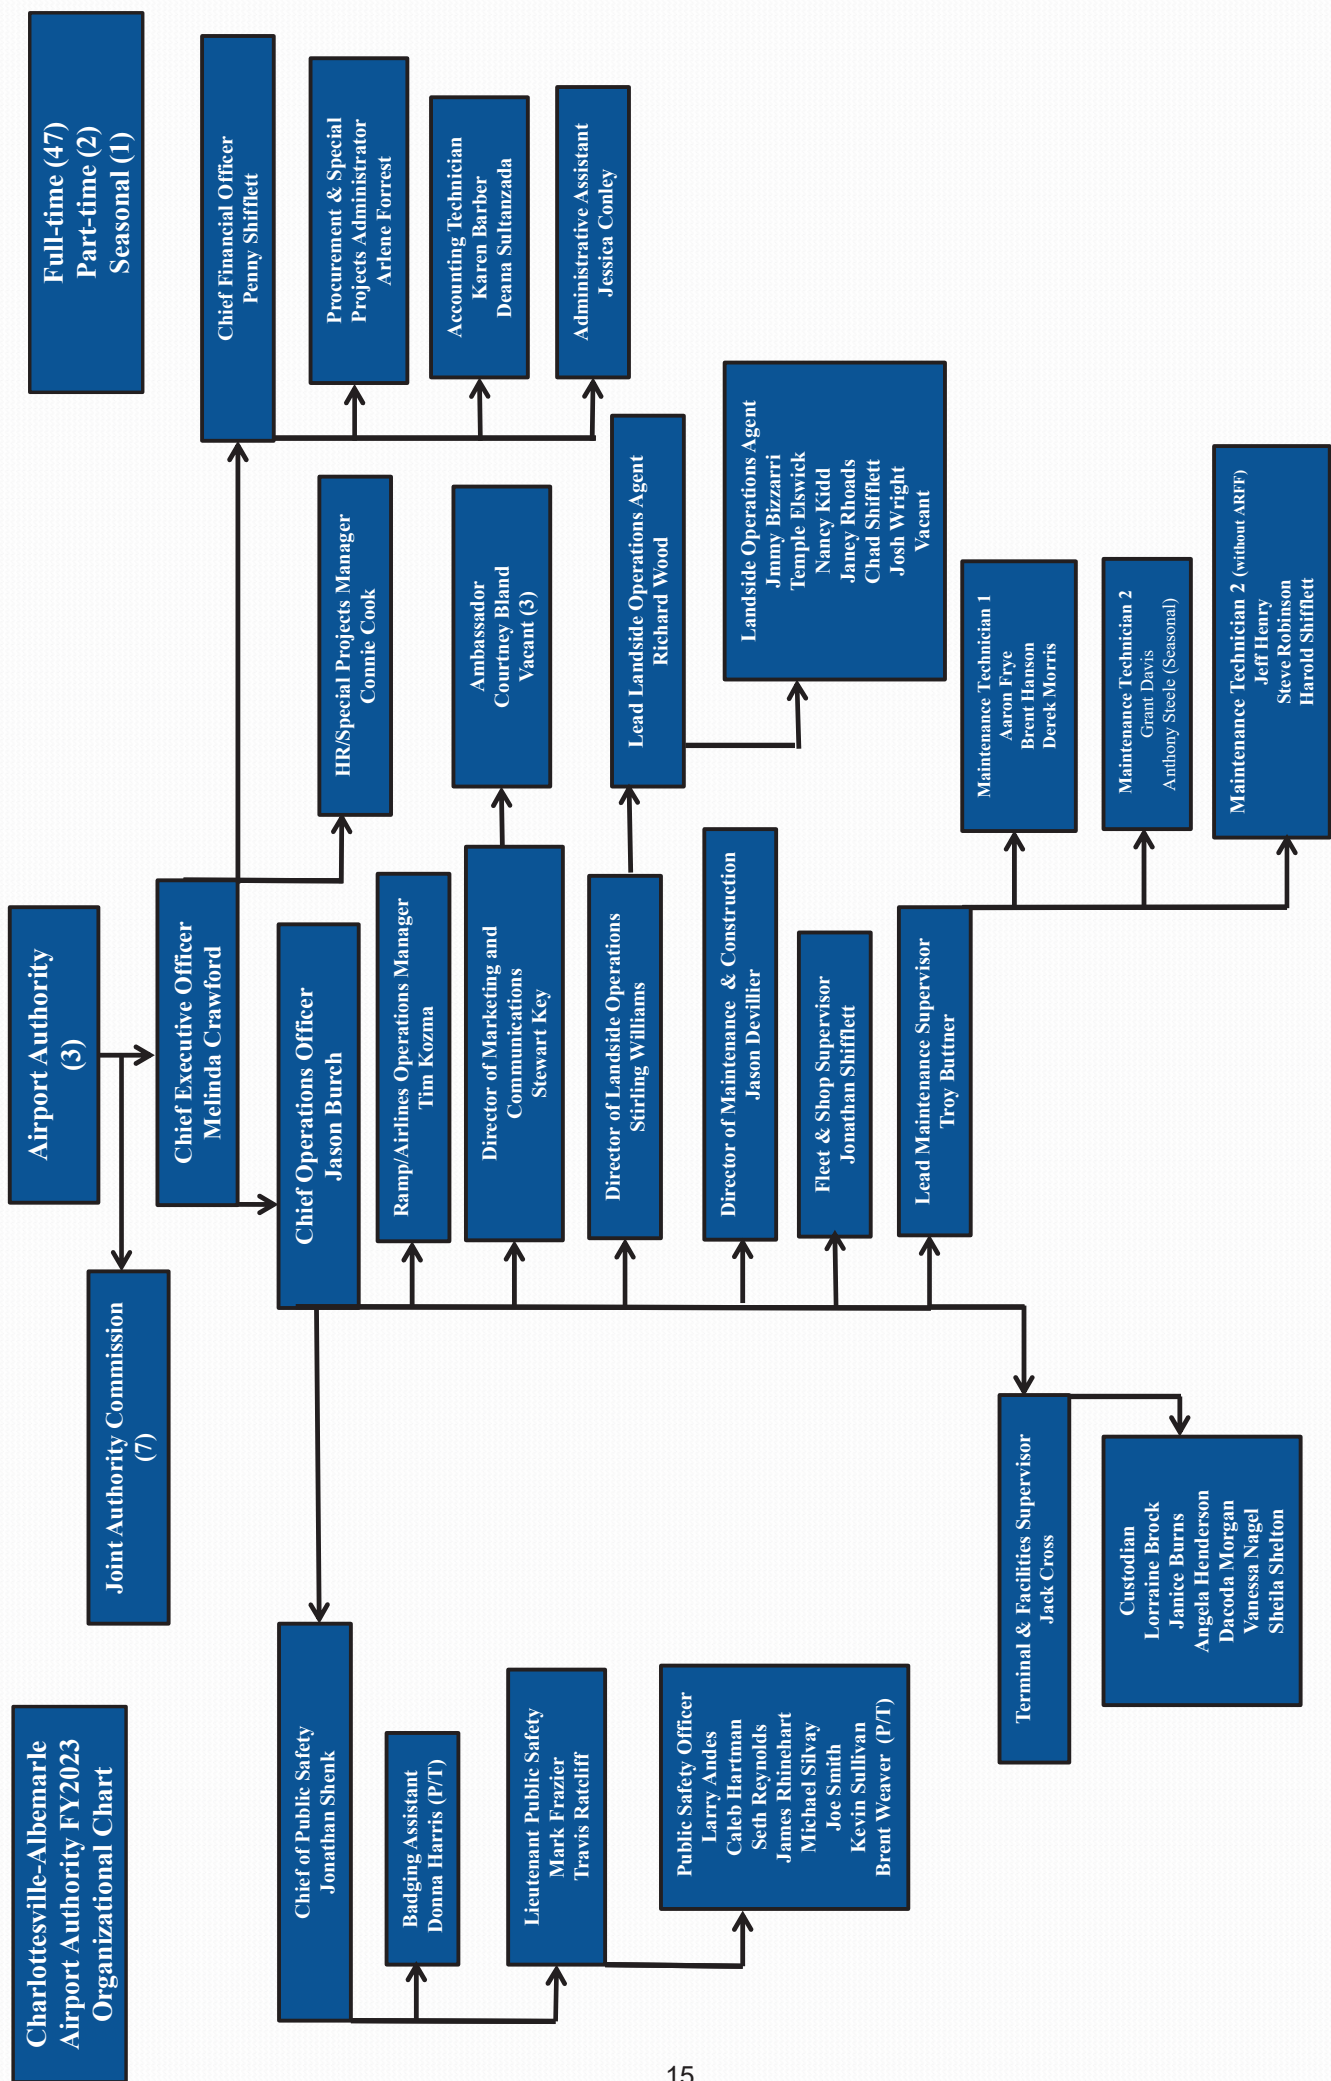 Charlottesville-Albemarle
Airport Authority FY2023
Organizational Chart
Airport Authority
(3)
Full-time (47)
Part-time (2)
Seasonal (1)
Joint Authority Commission
(7)
Chief Executive Officer
Melinda Crawford
Chief Financial Officer
Penny Shifflett
Procurement & Special
Projects Administrator
Arlene Forrest
Accounting Technician
Karen Barber
Deana Sultanzada
Administrative Assistant
Jessica Conley
HR/Special Projects Manager
Connie Cook
Chief Operations Officer
Jason Burch
Chief of Public Safety
Jonathan Shenk
Badging Assistant
Donna Harris (P/T)
Lieutenant Public Safety
Mark Frazier
Travis Ratcliff
Public Safety Officer
Larry Andes
Caleb Hartman
Seth Reynolds
James Rhinehart
Michael Silvay
Joe Smith
Kevin Sullivan
Brent Weaver (P/T)
Ramp/Airlines Operations Manager
Tim Kozma
Director of Marketing and
Communications
Stewart Key
Ambassador
Courtney Bland
Vacant (3)
Director of Landside Operations
Stirling Williams
Lead Landside Operations Agent
Richard Wood
Landside Operations Agent
Jmmy Bizzarri
Temple Elswick
Nancy Kidd
Janey Rhoads
Chad Shifflett
Josh Wright
Vacant
Director of Maintenance & Construction
Jason Devillier
Fleet & Shop Supervisor
Jonathan Shifflett
Lead Maintenance Supervisor
Troy Buttner
Maintenance Technician 1
Aaron Frye
Brent Hanson
Derek Morris
Maintenance Technician 2
Grant Davis
Anthony Steele (Seasonal)
Maintenance Technician 2 (without ARFF)
Jeff Henry
Steve Robinson
Harold Shifflett
Terminal & Facilities Supervisor
Jack Cross
Custodian
Lorraine Brock
Janice Burns
Angela Henderson
Dacoda Morgan
Vanessa Nagel
Sheila Shelton
15